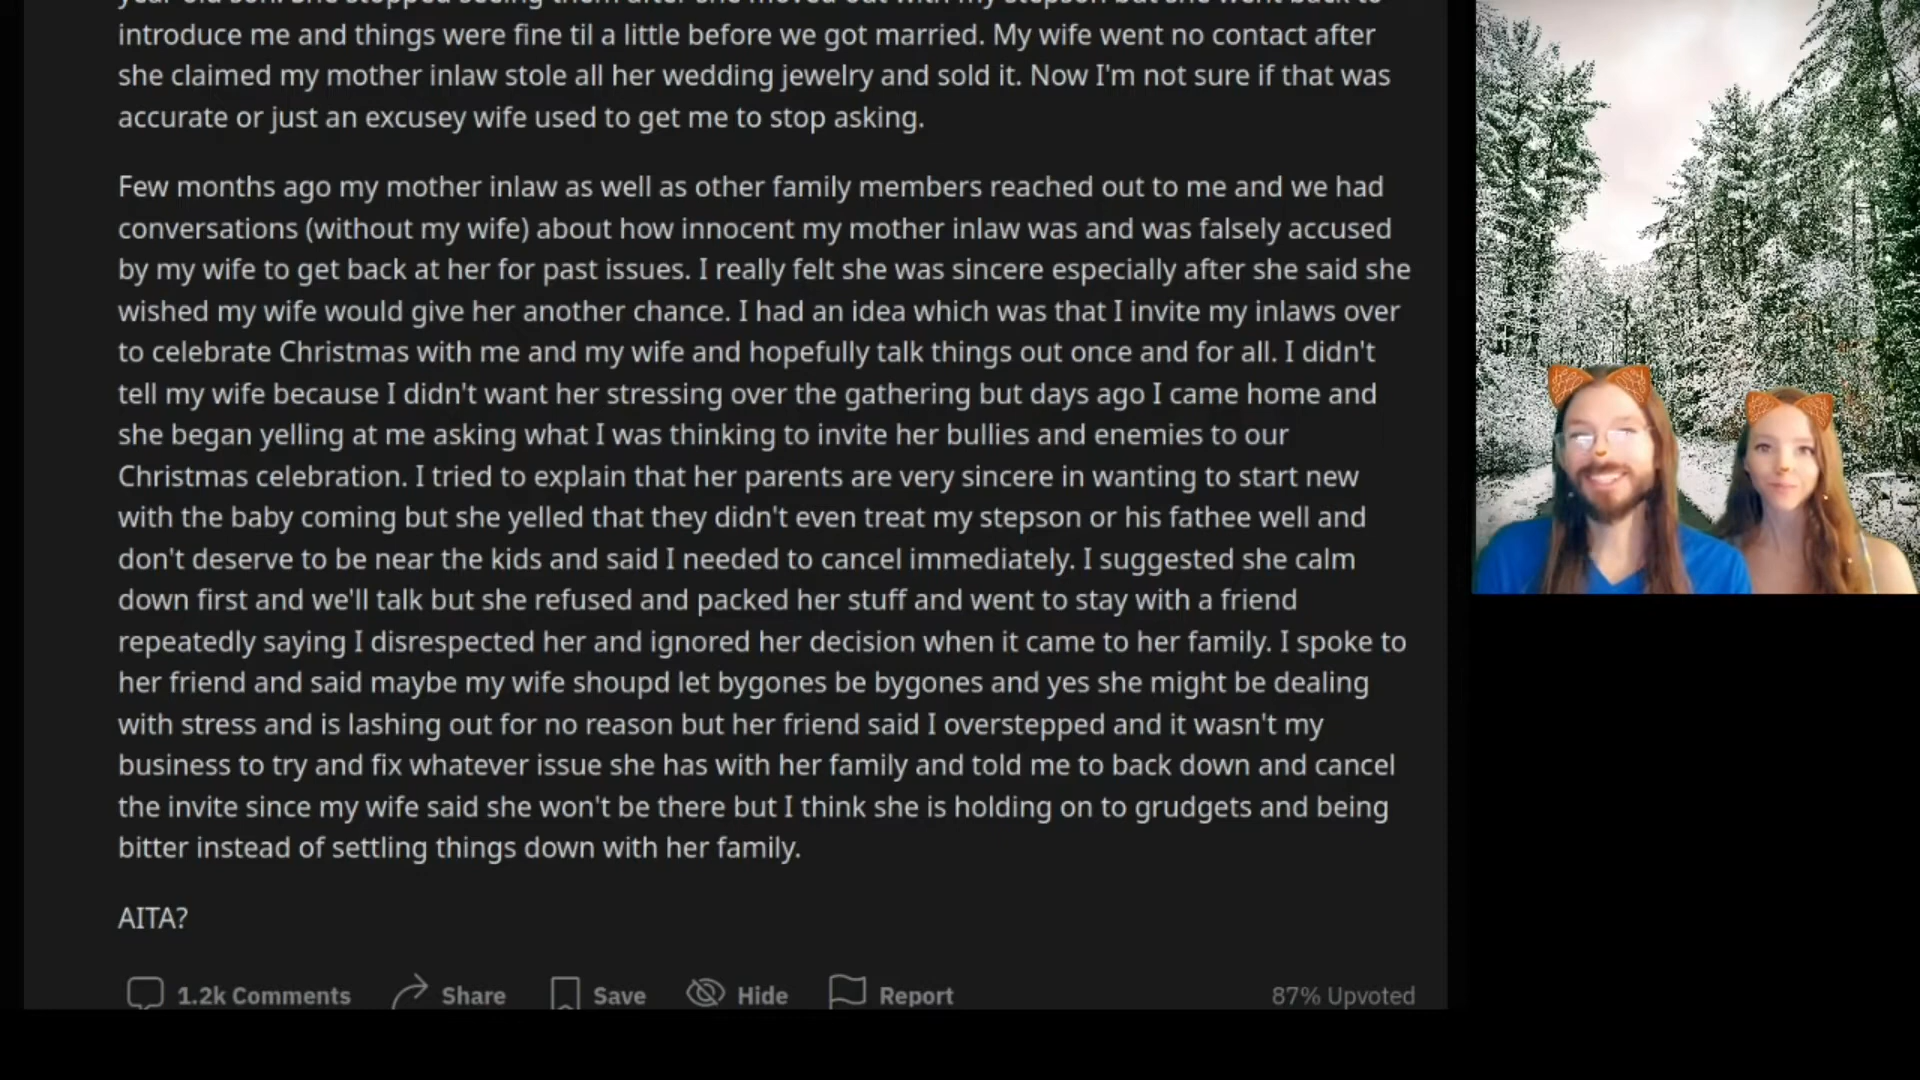 introduce me and things were fine til a little before we got married. My wife went no contact after
she claimed my mother inlaw stole all her wedding jewelry and sold it. Now I'm not sure if that was
accurate or just an excusey wife used to get me to stop asking.
Few months ago my mother inlaw as well as other family members reached out to me and we had
conversations (without my wife) about how innocent my mother inlaw was and was falsely accused
by my wife to get back at her for past issues. I really felt she was sincere especially after she said she
wished my wife would give her another chance. I had an idea which was that I invite my inlaws over
to celebrate Christmas with me and my wife and hopefully talk things out once and for all. I didn't
tell my wife because I didn't want her stressing over the gathering but days ago I came home and
she began yelling at me asking what I was thinking to invite her bullies and enemies to our
Christmas celebration. I tried to explain that her parents are very sincere in wanting to start new
with the baby coming but she yelled that they didn't even treat my stepson or his fathee well and
don't deserve to be near the kids and said I needed to cancel immediately. I suggested she calm
down first and we'll talk but she refused and packed her stuff and went to stay with a friend
repeatedly saying I disrespected her and ignored her decision when it came to her family. I spoke to
her friend and said maybe my wife shoupd let bygones be bygones and yes she might be dealing
with stress and is lashing out for no reason but her friend said I overstepped and it wasn't my
business to try and fix whatever issue she has with her family and told me to back down and cancel
the invite since my wife said she won't be there but I think she is holding on to grudgets and being
bitter instead of settling things down with her family.
AITA?
1.2k Comments Share Save Hide Report 87% Upvoted